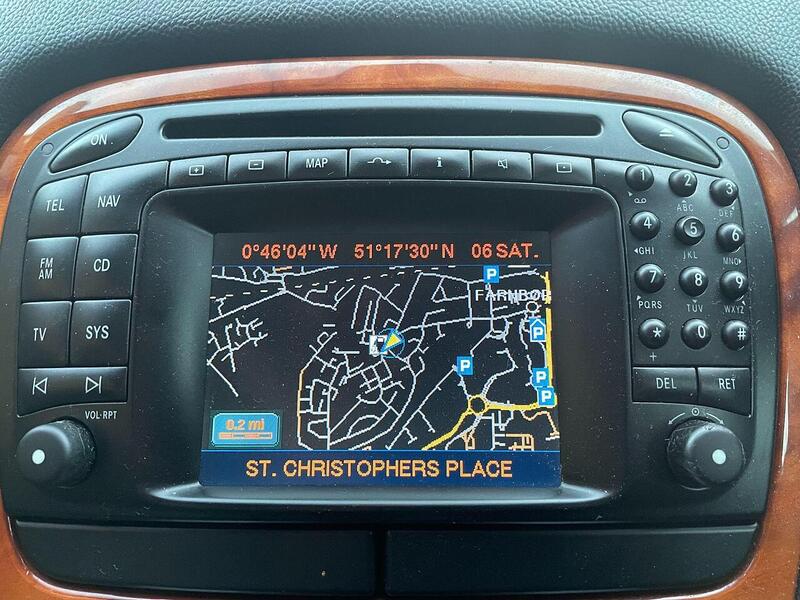 ON
+
-
MAP
i
TEL
NAV
FM
AM
CD
TV
SYS
VOL·RPT
0°46'04"W 51°17'30"N 06 SAT.
P
FARNBOR
P
P
P
P
0.2 mi
ST. CHRISTOPHERS PLACE
1 2 3
ABC DEF
4 5 6
GHI JKL MNO
7 8 9
PQRS TUV WXYZ
* 0 #
+
DEL
RET